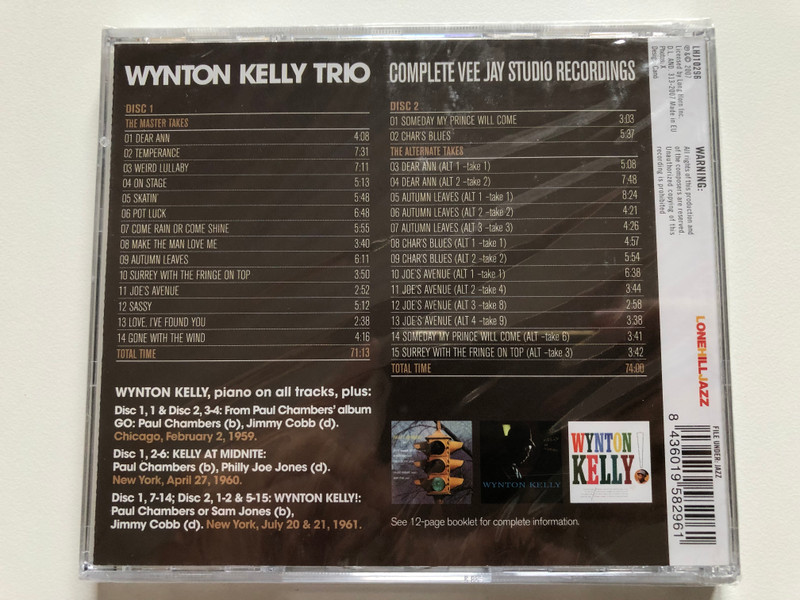 WYNTON KELLY TRIO
DISC 1
THE MASTER TAKES
01 DEAR ANN 4:08
02 TEMPERANCE 7:31
03 WEIRD LULLABY 7:11
04 ON STAGE 5:13
05 SKATIN' 5:48
06 POT LUCK 6:48
07 COME RAIN OR COME SHINE 5:55
08 MAKE THE MAN LOVE ME 3:40
09 AUTUMN LEAVES 6:11
10 SURREY WITH THE FRINGE ON TOP 3:50
11 JOE'S AVENUE 2:52
12 SASSY 5:12
13 LOVE, I'VE FOUND YOU 2:38
14 GONE WITH THE WIND 4:16
TOTAL TIME 71:13
WYNTON KELLY, piano on all tracks, plus:
Disc 1, 1 & Disc 2, 3-4: From Paul Chambers' album
GO: Paul Chambers (b), Jimmy Cobb (d).
Chicago, February 2, 1959.
Disc 1, 2-6: KELLY AT MIDNITE:
Paul Chambers (b), Philly Joe Jones (d).
New York, April 27, 1960.
Disc 1, 7-14; Disc 2, 1-2 & 5-15: WYNTON KELLY!:
Paul Chambers or Sam Jones (b),
Jimmy Cobb (d). New York, July 20 & 21, 1961.
COMPLETE VEE JAY STUDIO RECORDINGS
DISC 2
01 SOMEDAY MY PRINCE WILL COME 3:03
02 CHAR'S BLUES 5:37
THE ALTERNATE TAKES
03 DEAR ANN (ALT 1 -take 1) 5:08
04 DEAR ANN (ALT 2 -take 2) 7:48
05 AUTUMN LEAVES (ALT 1 -take 1) 8:24
06 AUTUMN LEAVES (ALT 2 -take 2) 4:21
07 AUTUMN LEAVES (ALT 3 -take 3) 4:26
08 CHAR'S BLUES (ALT 1 -take 1) 4:57
09 CHAR'S BLUES (ALT 2 -take 2) 5:54
10 JOE'S AVENUE (ALT 1 -take 1) 6:38
11 JOE'S AVENUE (ALT 2 -take 4) 3:44
12 JOE'S AVENUE (ALT 3 -take 8) 2:58
13 JOE'S AVENUE (ALT 4 -take 9) 3:38
14 SOMEDAY MY PRINCE WILL COME (ALT -take 6) 3:41
15 SURREY WITH THE FRINGE ON TOP (ALT -take 3) 3:42
TOTAL TIME 74:00
WYNTON KELLY
WYNTON
KELLY!
See 12-page booklet for complete information.
LHJ10296
℗ © 2007
Licensed by Lone Horn Inc.
D.L. AND: 313-2007 Made in EU
WARNING:
All rights of this production and
of the composers are reserved.
Unauthorized copying of this
recording is prohibited
LONEHILLJAZZ
FILE UNDER: JAZZ
8 436019 582961